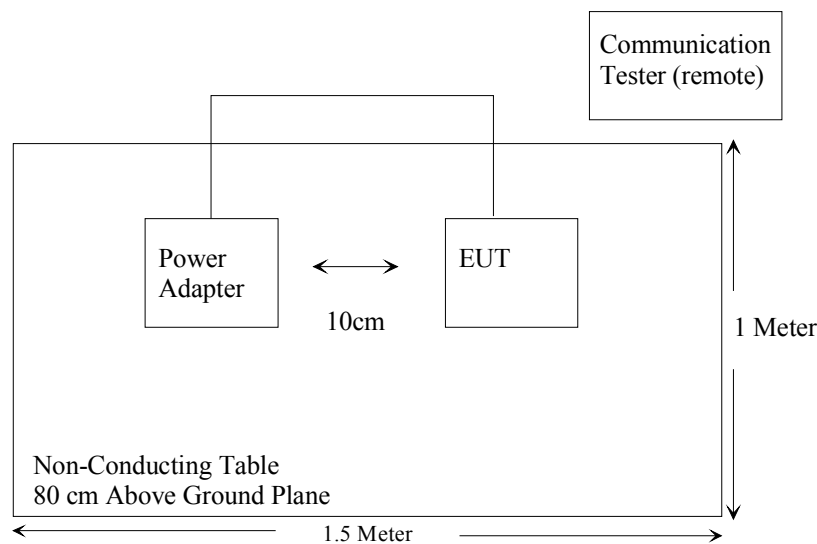 Communication
Tester (remote)
Power
Adapter
EUT
10cm
1 Meter
Non-Conducting Table
80 cm Above Ground Plane
1.5 Meter